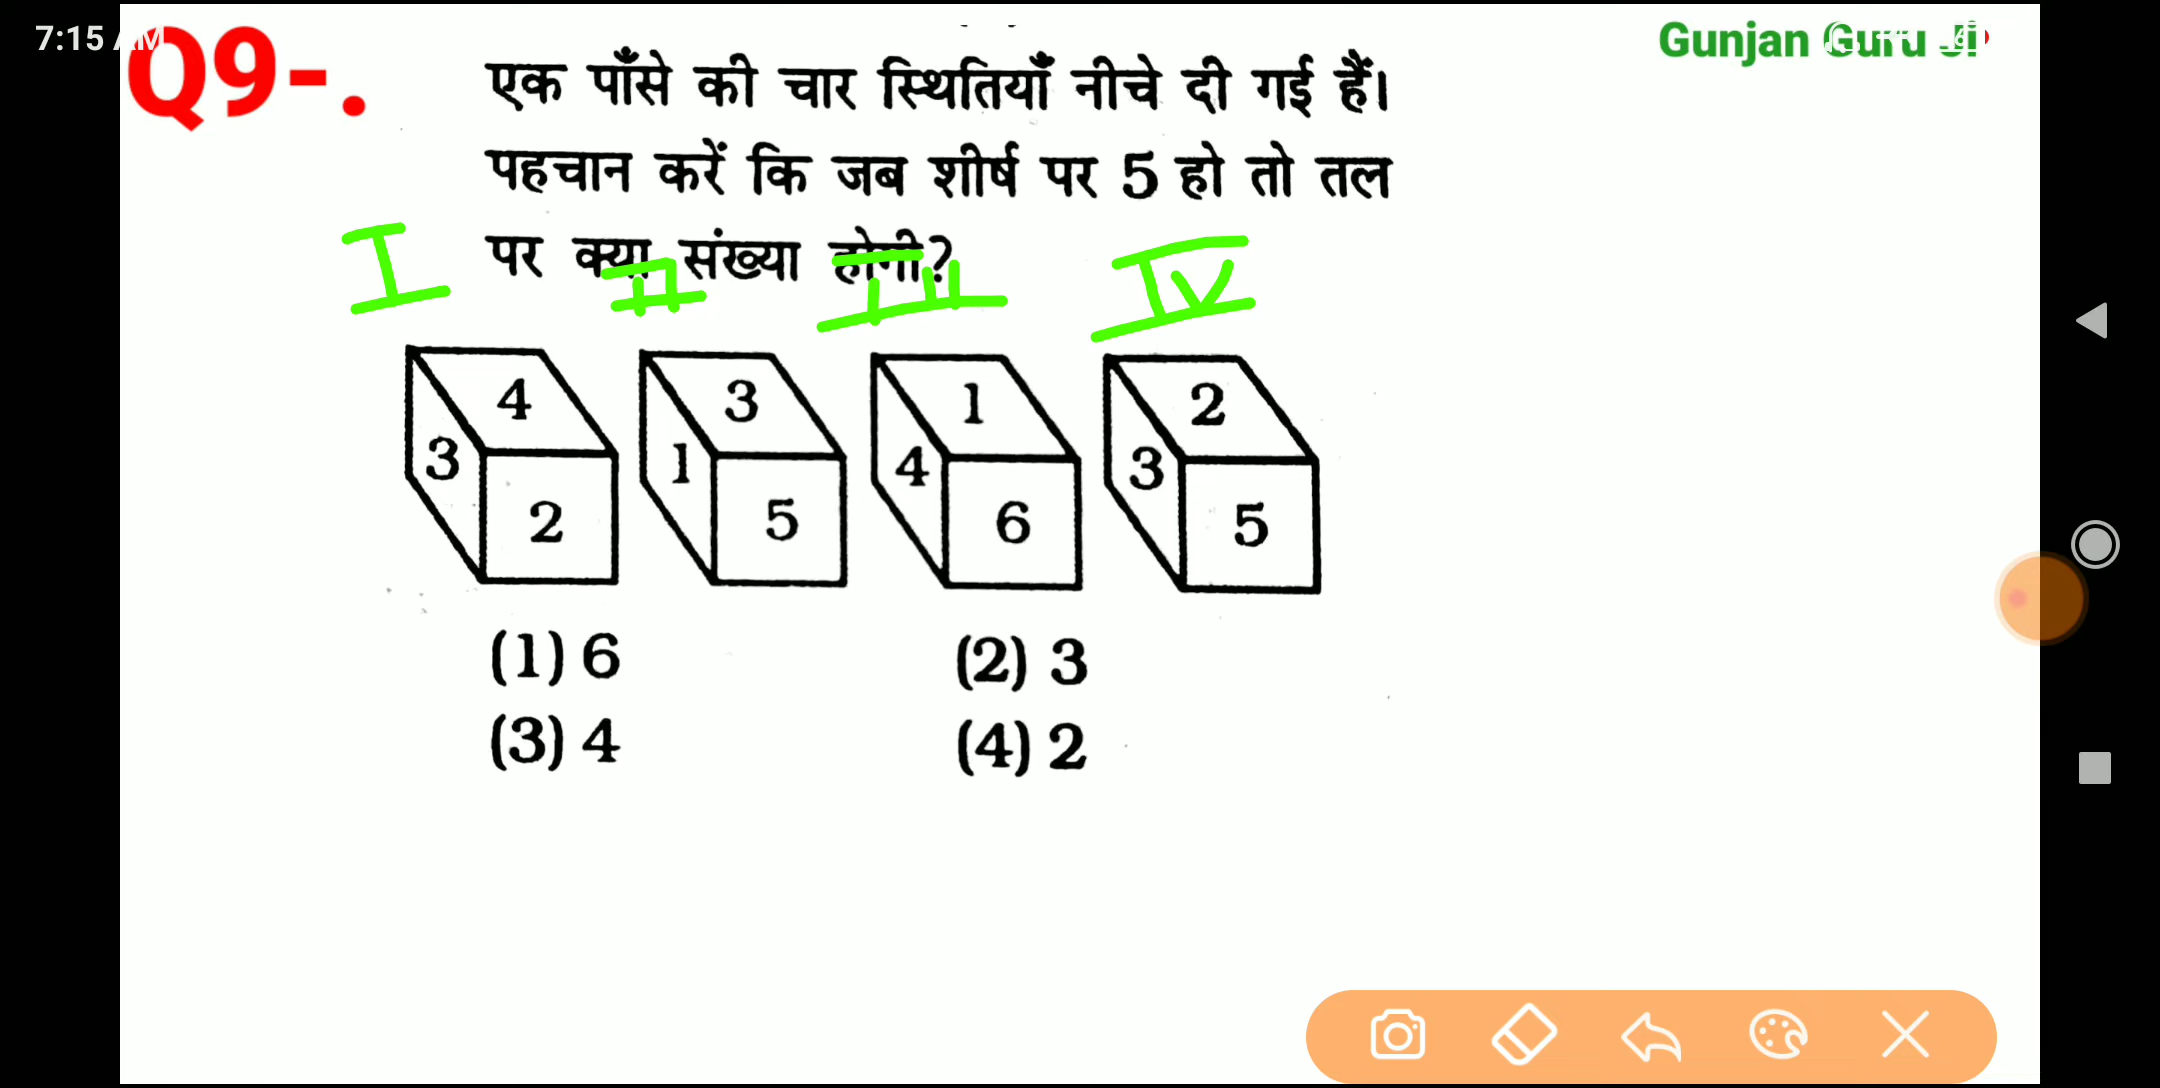 7:15 AM
Gunjan Guru Ji
Q9-.
एक पाँसे की चार स्थितियाँ नीचे दी गई हैं।
पहचान करें कि जब शीर्ष पर 5 हो तो तल
पर क्या संख्या होगी?
I II III IV
4 3 1 2
3 1 4 3
2 5 6 5
(1) 6 (2) 3
(3) 4 (4) 2